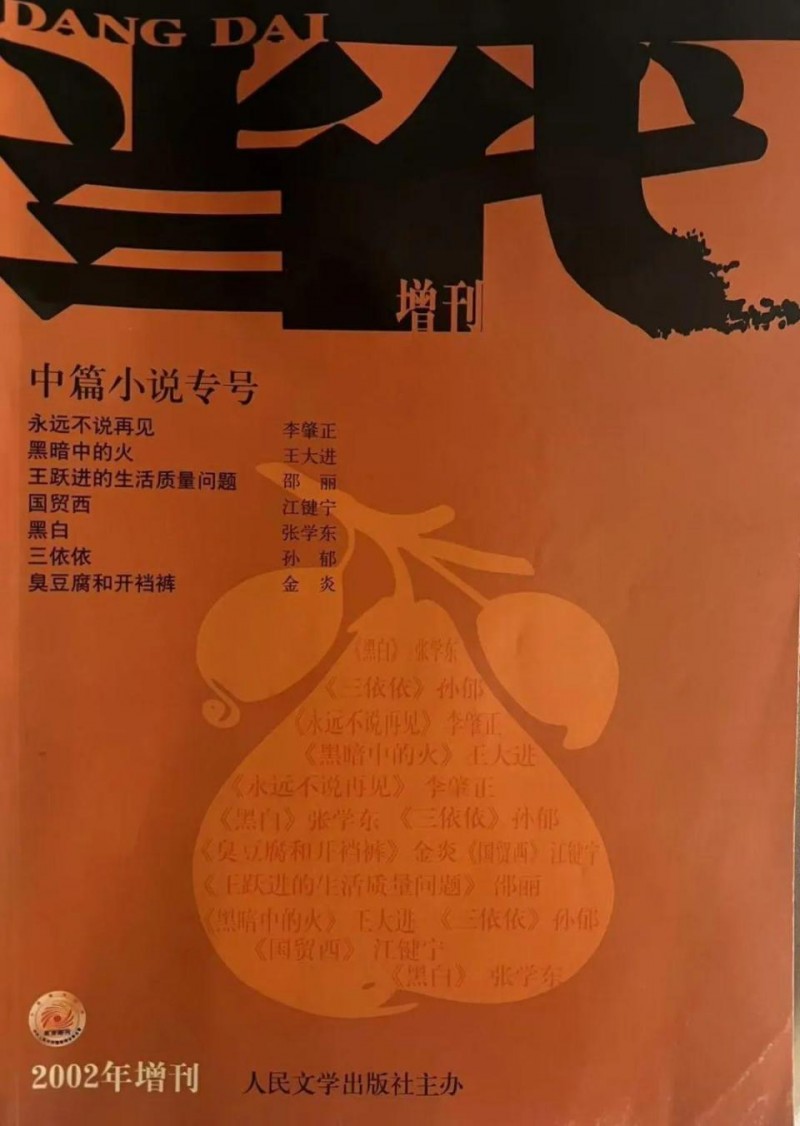 DANG DAI
当代
增刊
中篇小说专号
永远不说再见 李肇正
黑暗中的火 王大进
王跃进的生活质量问题 邵 丽
国贸西 江键宁
黑白 张学东
三依依 孙 郁
臭豆腐和开裆裤 金 炎
《黑白》 张学东
《三依依》孙郁
《永远不说再见》 李肇正
《黑暗中的火》王大进
《永远不说再见》 李肇正
《黑白》张学东 《三依依》孙郁
《臭豆腐和开裆裤》 金炎 《国贸西》江键宁
《王跃进的生活质量问题》 邵丽
《黑暗中的火》 王大进 《三依依》孙郁
《国贸西》 江键宁
《黑白》 张学东
2002年增刊 人民文学出版社主办